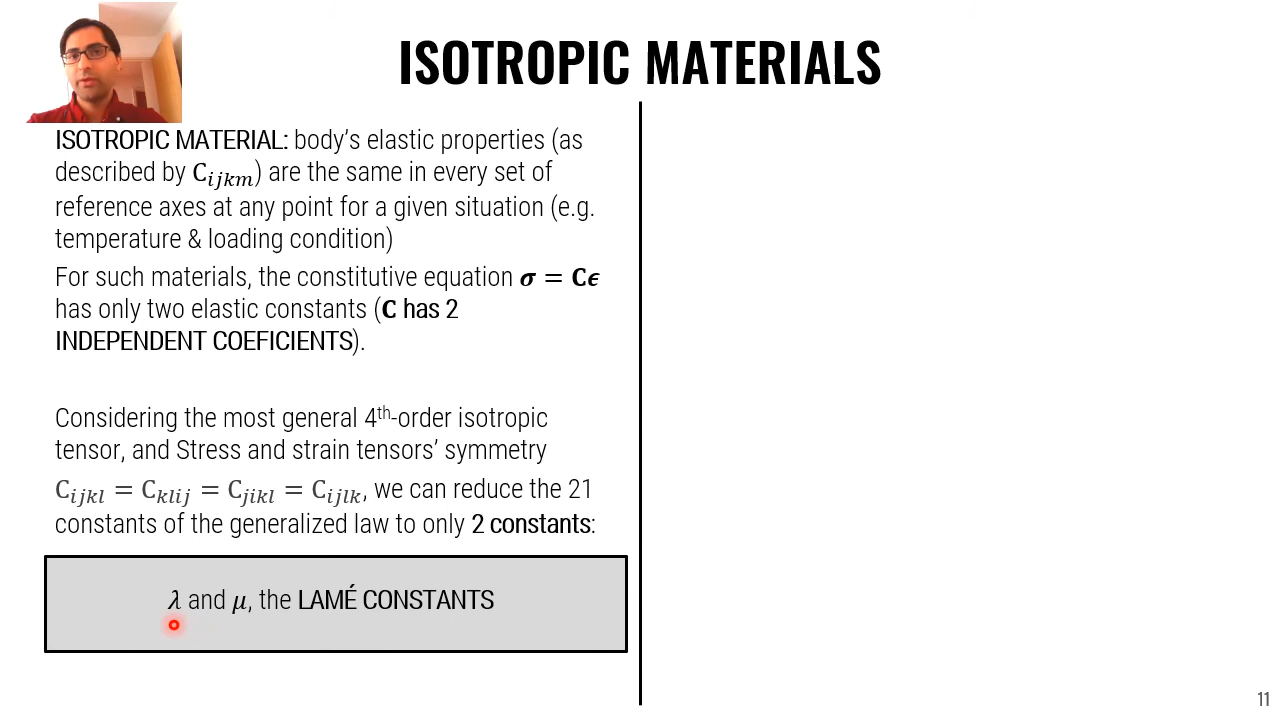 ISOTROPIC MATERIALS
ISOTROPIC MATERIAL: body's elastic properties (as
described by C_{ijkm}) are the same in every set of
reference axes at any point for a given situation (e.g.
temperature & loading condition)
For such materials, the constitutive equation σ = Cϵ
has only two elastic constants (C has 2
INDEPENDENT COEFICIENTS).
Considering the most general 4th-order isotropic
tensor, and Stress and strain tensors' symmetry
C_{ijkl} = C_{klij} = C_{jikl} = C_{ijlk}, we can reduce the 21
constants of the generalized law to only 2 constants:
λ and μ, the LAMÉ CONSTANTS
11